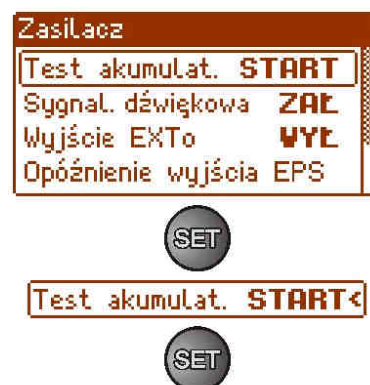 Zasilacz
Test akumulat. START
Sygnal. dźwiękowa ZAŁ
Wyjście EXTo WYŁ
Opóźnienie wyjścia EPS
SET
Test akumulat. START<
SET